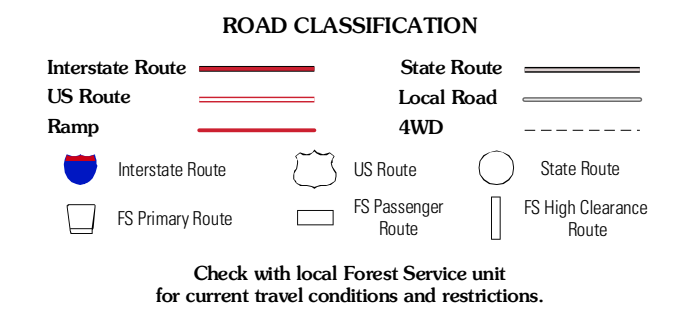 ROAD CLASSIFICATION
Interstate Route
State Route
US Route
Local Road
Ramp
4WD
Interstate Route
US Route
State Route
FS Primary Route
FS Passenger
Route
FS High Clearance
Route
Check with local Forest Service unit
for current travel conditions and restrictions.